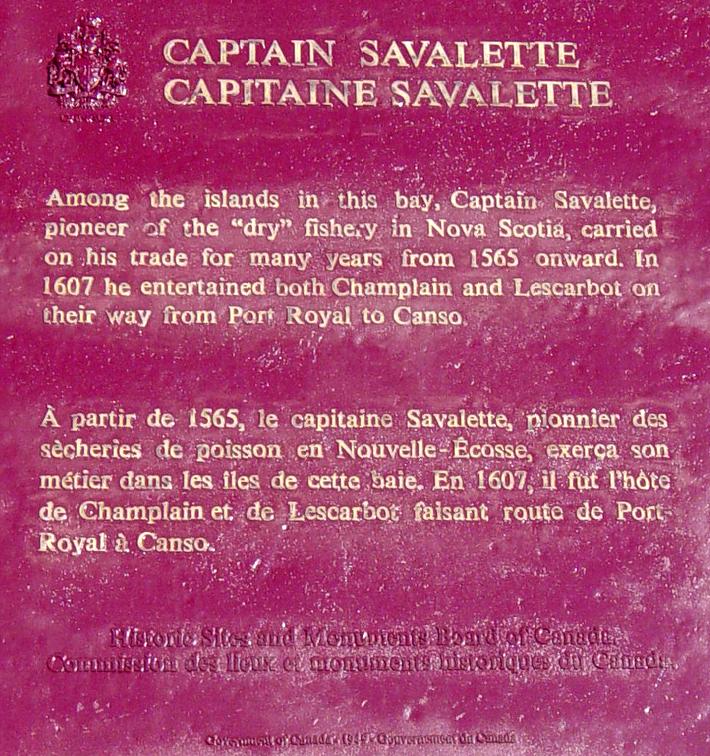 CAPTAIN SAVALETTE
CAPITAINE SAVALETTE
Among the islands in this bay, Captain Savalette,
pioneer of the "dry" fishery in Nova Scotia, carried
on his trade for many years from 1565 onward. In
1607 he entertained both Champlain and Lescarbot on
their way from Port Royal to Canso.
À partir de 1565, le capitaine Savalette, pionnier des
sècheries de poisson en Nouvelle-Écosse, exerça son
métier dans les îles de cette baie. En 1607, il fut l'hôte
de Champlain et de Lescarbot faisant route de Port-
Royal à Canso.
Historic Sites and Monuments Board of Canada.
Commission des lieux et monuments historiques du Canada.
Government of Canada - Gouvernement du Canada